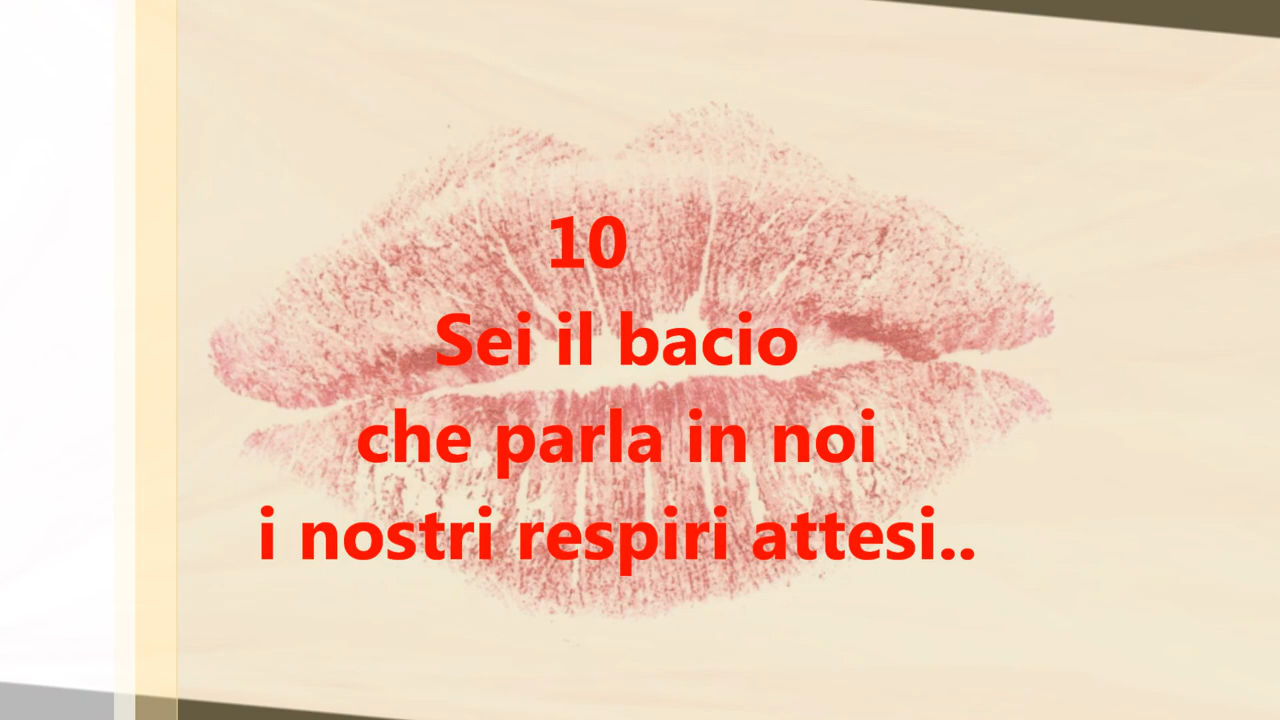 10
Sei il bacio
che parla in noi
i nostri respiri attesi..